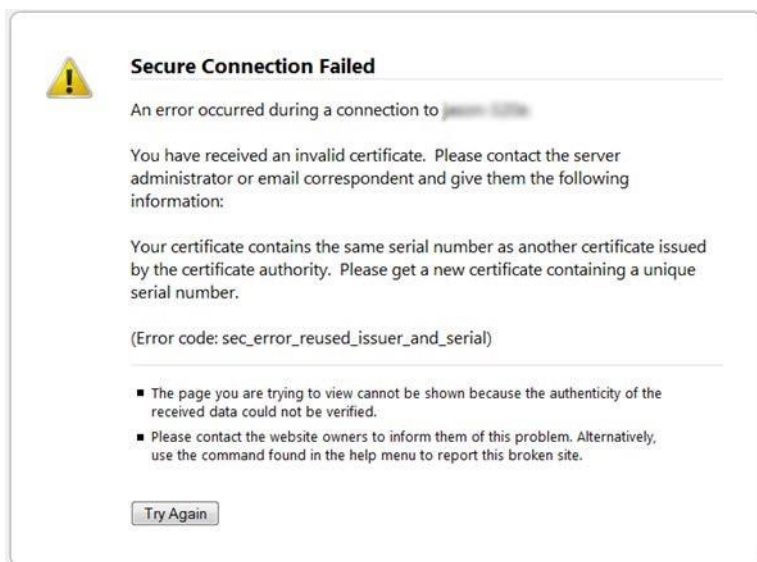 Secure Connection Failed
An error occurred during a connection to
You have received an invalid certificate. Please contact the server
administrator or email correspondent and give them the following
information:
Your certificate contains the same serial number as another certificate issued
by the certificate authority. Please get a new certificate containing a unique
serial number.
(Error code: sec_error_reused_issuer_and_serial)
▪ The page you are trying to view cannot be shown because the authenticity of the
received data could not be verified.
▪ Please contact the website owners to inform them of this problem. Alternatively,
use the command found in the help menu to report this broken site.
Try Again